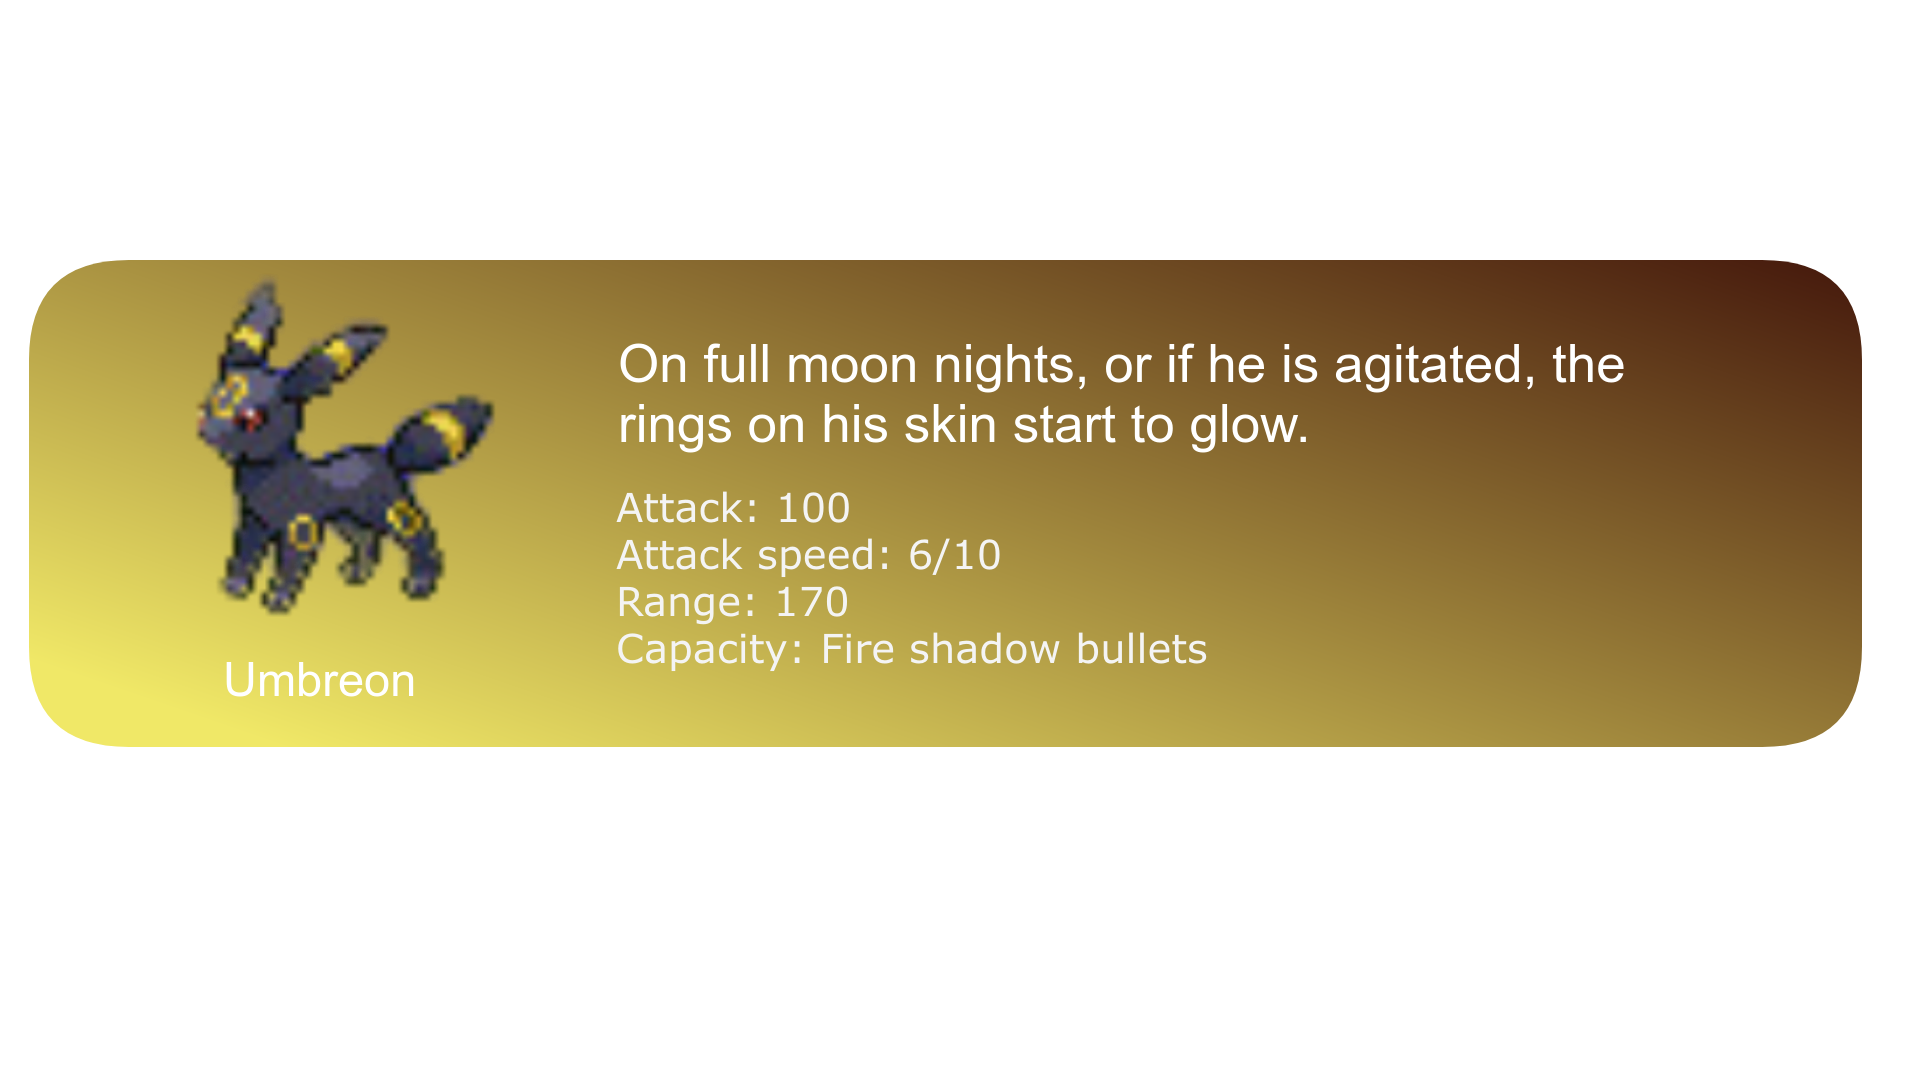 On full moon nights, or if he is agitated, the
rings on his skin start to glow.
Attack: 100
Attack speed: 6/10
Range: 170
Capacity: Fire shadow bullets
Umbreon